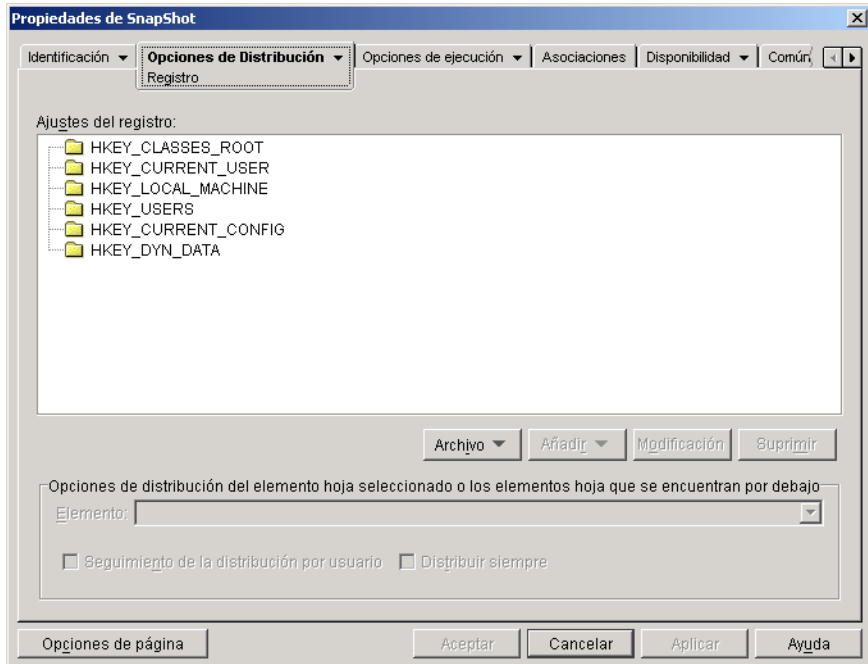 Propiedades de SnapShot
Identificación Opciones de Distribución Opciones de ejecución Asociaciones Disponibilidad Común
Registro
Ajustes del registro:
HKEY_CLASSES_ROOT
HKEY_CURRENT_USER
HKEY_LOCAL_MACHINE
HKEY_USERS
HKEY_CURRENT_CONFIG
HKEY_DYN_DATA
Archivo Añadir Modificación Suprimir
Opciones de distribución del elemento hoja seleccionado o los elementos hoja que se encuentran por debajo
Elemento:
Seguimiento de la distribución por usuario Distribuir siempre
Opciones de página Aceptar Cancelar Aplicar Ayuda